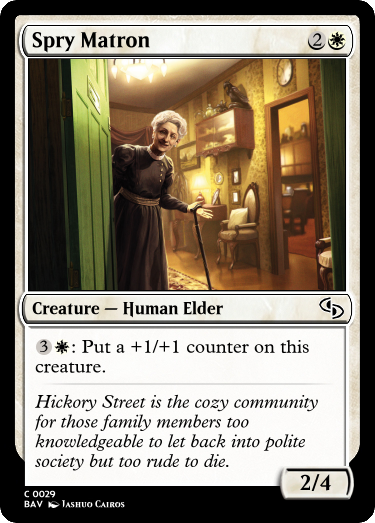 Spry Matron 2
Creature — Human Elder
3: Put a +1/+1 counter on this
creature.
Hickory Street is the cozy community
for those family members too
knowledgeable to let back into polite
society but too rude to die.
2/4
C 0029
BAV Jashuo Cairos